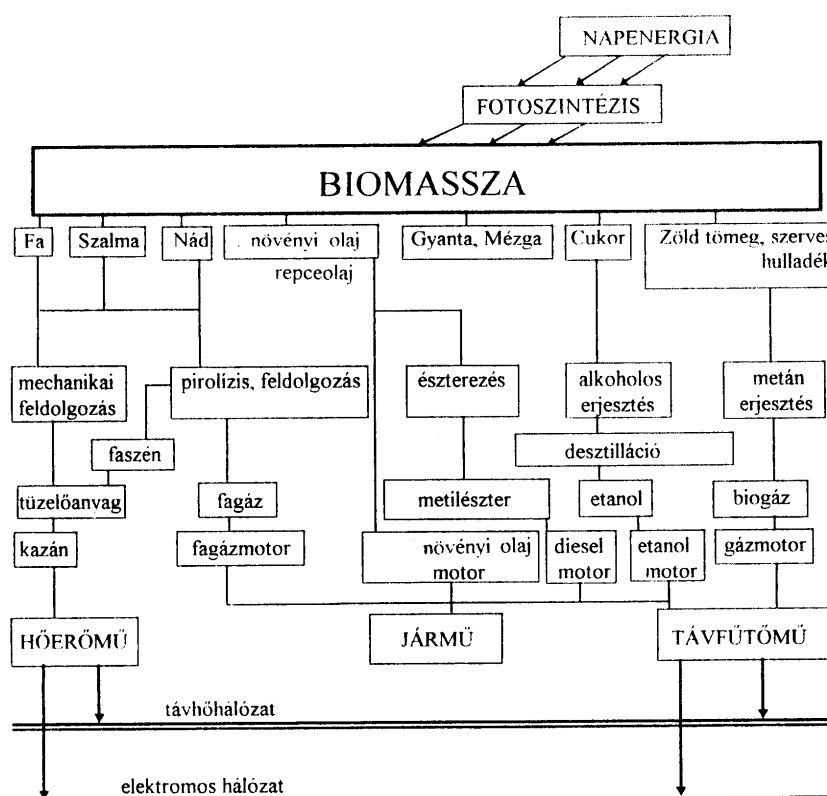 NAPENERGIA
FOTOSZINTÉZIS
BIOMASSZA
Fa
Szalma
Nád
növényi olaj
repceolaj
Gyanta, Mézga
Cukor
Zöld tömeg, szerves
hulladék
mechanikai
feldolgozás
pirolízis, feldolgozás
észterezés
alkoholos
erjesztés
metán
erjesztés
faszén
desztilláció
tüzelőanvag
fagáz
metilészter
etanol
biogáz
kazán
fagázmotor
növényi olaj
motor
diesel
motor
etanol
motor
gázmotor
HŐERŐMŰ
JÁRMŰ
TÁVFŰTŐMŰ
távhőhálózat
elektromos hálózat